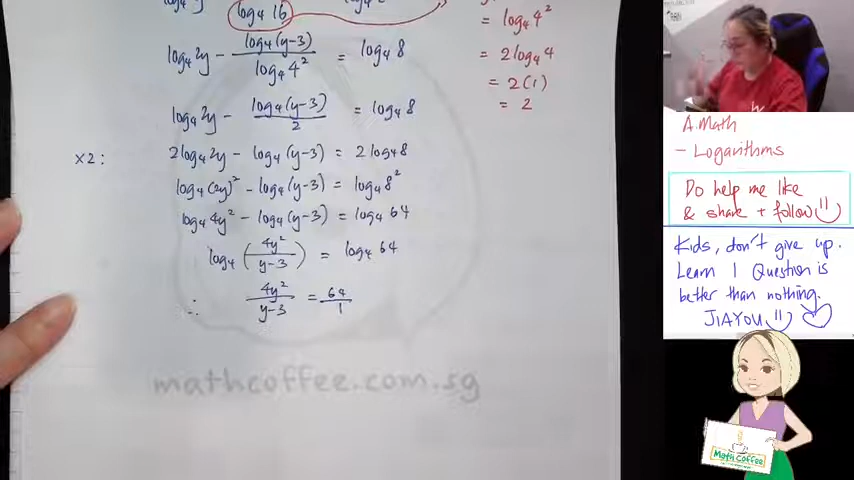 log₄ 16
= log₄ 4²
log₄ 2y − log₄(y−3) / log₄ 4² = log₄ 8
= 2 log₄ 4
= 2(1)
= 2
log₄ 2y − log₄(y−3) / 2 = log₄ 8
×2: 2 log₄ 2y − log₄(y−3) = 2 log₄ 8
log₄ (2y)² − log₄(y−3) = log₄ 8²
log₄ 4y² − log₄(y−3) = log₄ 64
log₄ (4y² / y−3) = log₄ 64
∴ 4y² / y−3 = 64 / 1
mathcoffee.com.sg
A.Math
- Logarithms
Do help me like
& share + follow
Kids, don't give up.
Learn 1 Question is
better than nothing.
JIAYOU
Math Coffee